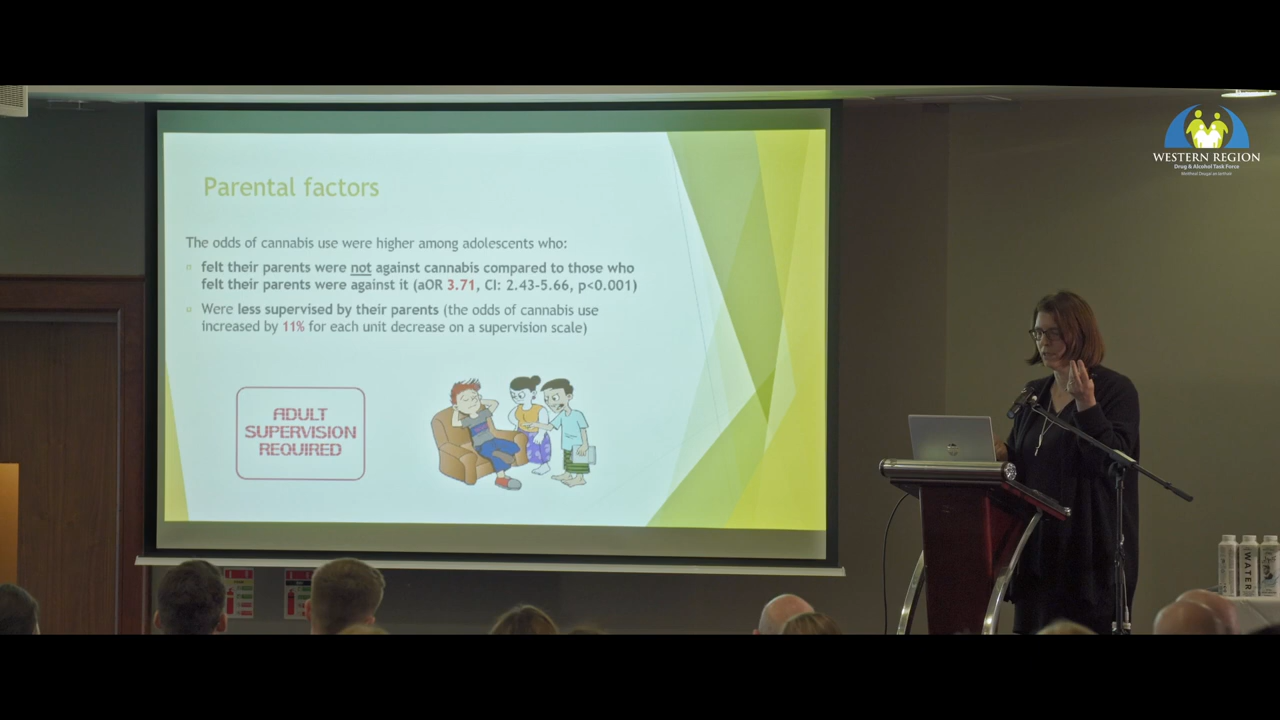 Parental factors
The odds of cannabis use were higher among adolescents who:
felt their parents were not against cannabis compared to those who
felt their parents were against it (aOR 3.71, CI: 2.43-5.66, p<0.001)
Were less supervised by their parents (the odds of cannabis use
increased by 11% for each unit decrease on a supervision scale)
ADULT
SUPERVISION
REQUIRED
WESTERN REGION
Drug & Alcohol Task Force
WATER